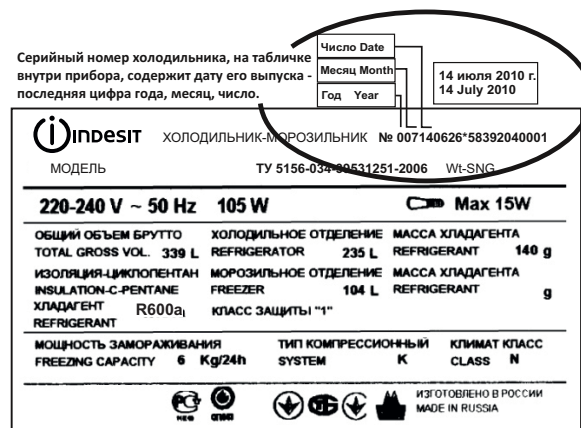 Число Date
Серийный номер холодильника, на табличке
внутри прибора, содержит дату его выпуска -
последняя цифра года, месяц, число.
Месяц Month
Год Year
14 июля 2010 г.
14 July 2010
INDESIT ХОЛОДИЛЬНИК-МОРОЗИЛЬНИК № 007140626*58392040001
МОДЕЛЬ ТУ 5156-034-39531251-2006 Wt-SNG
220-240 V ~ 50 Hz 105 W Max 15W
ОБЩИЙ ОБЪЕМ БРУТТО ХОЛОДИЛЬНОЕ ОТДЕЛЕНИЕ МАССА ХЛАДАГЕНТА
TOTAL GROSS VOL. 339 L REFRIGERATOR 235 L REFRIGERANT 140 g
ИЗОЛЯЦИЯ-ЦИКЛОПЕНТАН МОРОЗИЛЬНОЕ ОТДЕЛЕНИЕ МАССА ХЛАДАГЕНТА
INSULATION-C-PENTANE FREEZER 104 L REFRIGERANT g
ХЛАДАГЕНТ R600a КЛАСС ЗАЩИТЫ "1"
REFRIGERANT
МОЩНОСТЬ ЗАМОРАЖИВАНИЯ ТИП КОМПРЕССИОННЫЙ КЛИМАТ КЛАСС
FREEZING CAPACITY 6 Kg/24h SYSTEM K CLASS N
ИЗГОТОВЛЕНО В РОССИИ
MADE IN RUSSIA